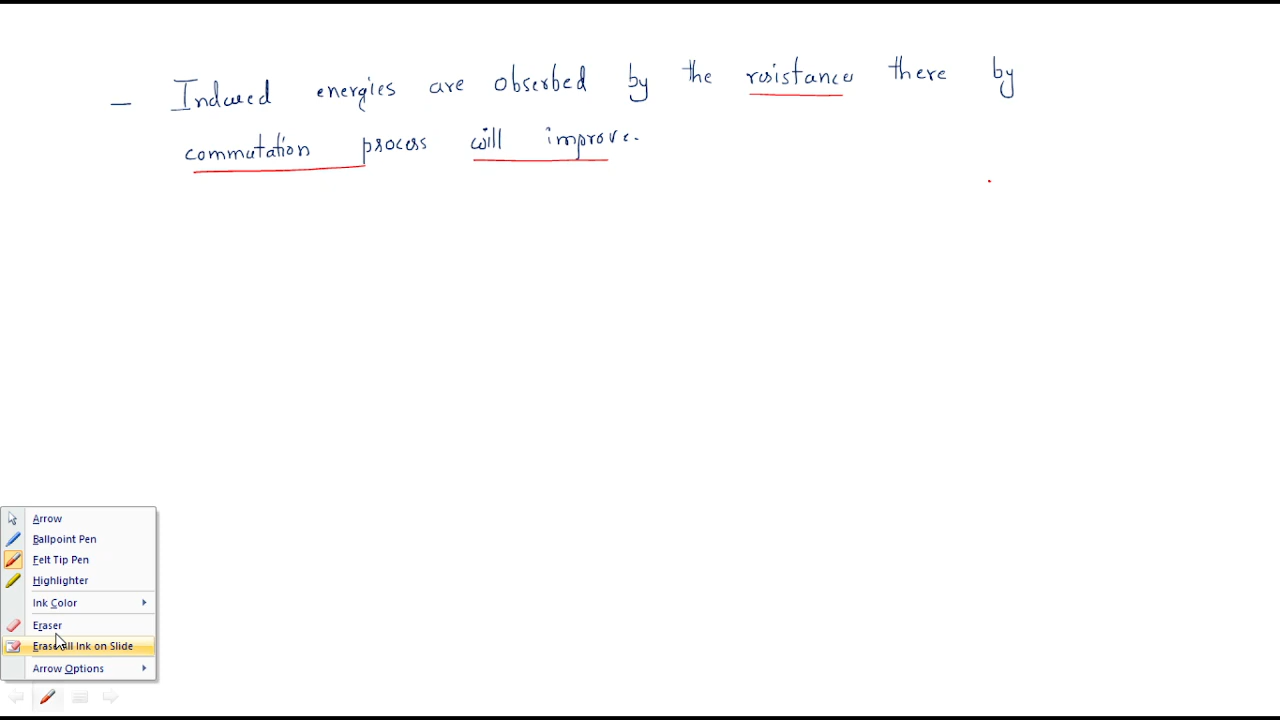 – Induced energies are obserbed by the resistance there by
commutation process will improve.
Arrow
Ballpoint Pen
Felt Tip Pen
Highlighter
Ink Color
Eraser
Erase All Ink on Slide
Arrow Options